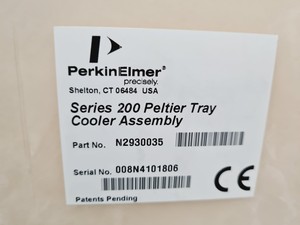 PerkinElmer®
precisely.
Shelton, CT 06484 USA
Series 200 Peltier Tray
Cooler Assembly
Part No. N2930035
Serial No. 008N4101806
CE
Patents Pending